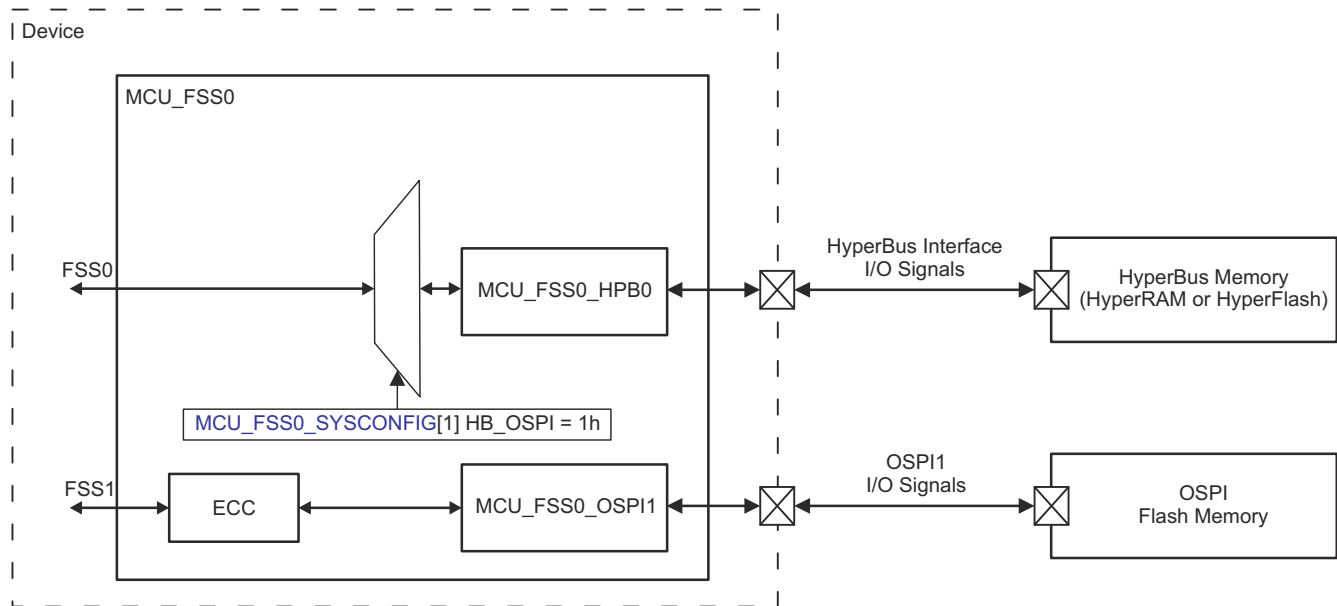 Device
MCU_FSS0
FSS0
MCU_FSS0_HPB0
HyperBus Interface
I/O Signals
HyperBus Memory
(HyperRAM or HyperFlash)
MCU_FSS0_SYSCONFIG[1] HB_OSPI = 1h
FSS1
ECC
MCU_FSS0_OSPI1
OSPI1
I/O Signals
OSPI
Flash Memory